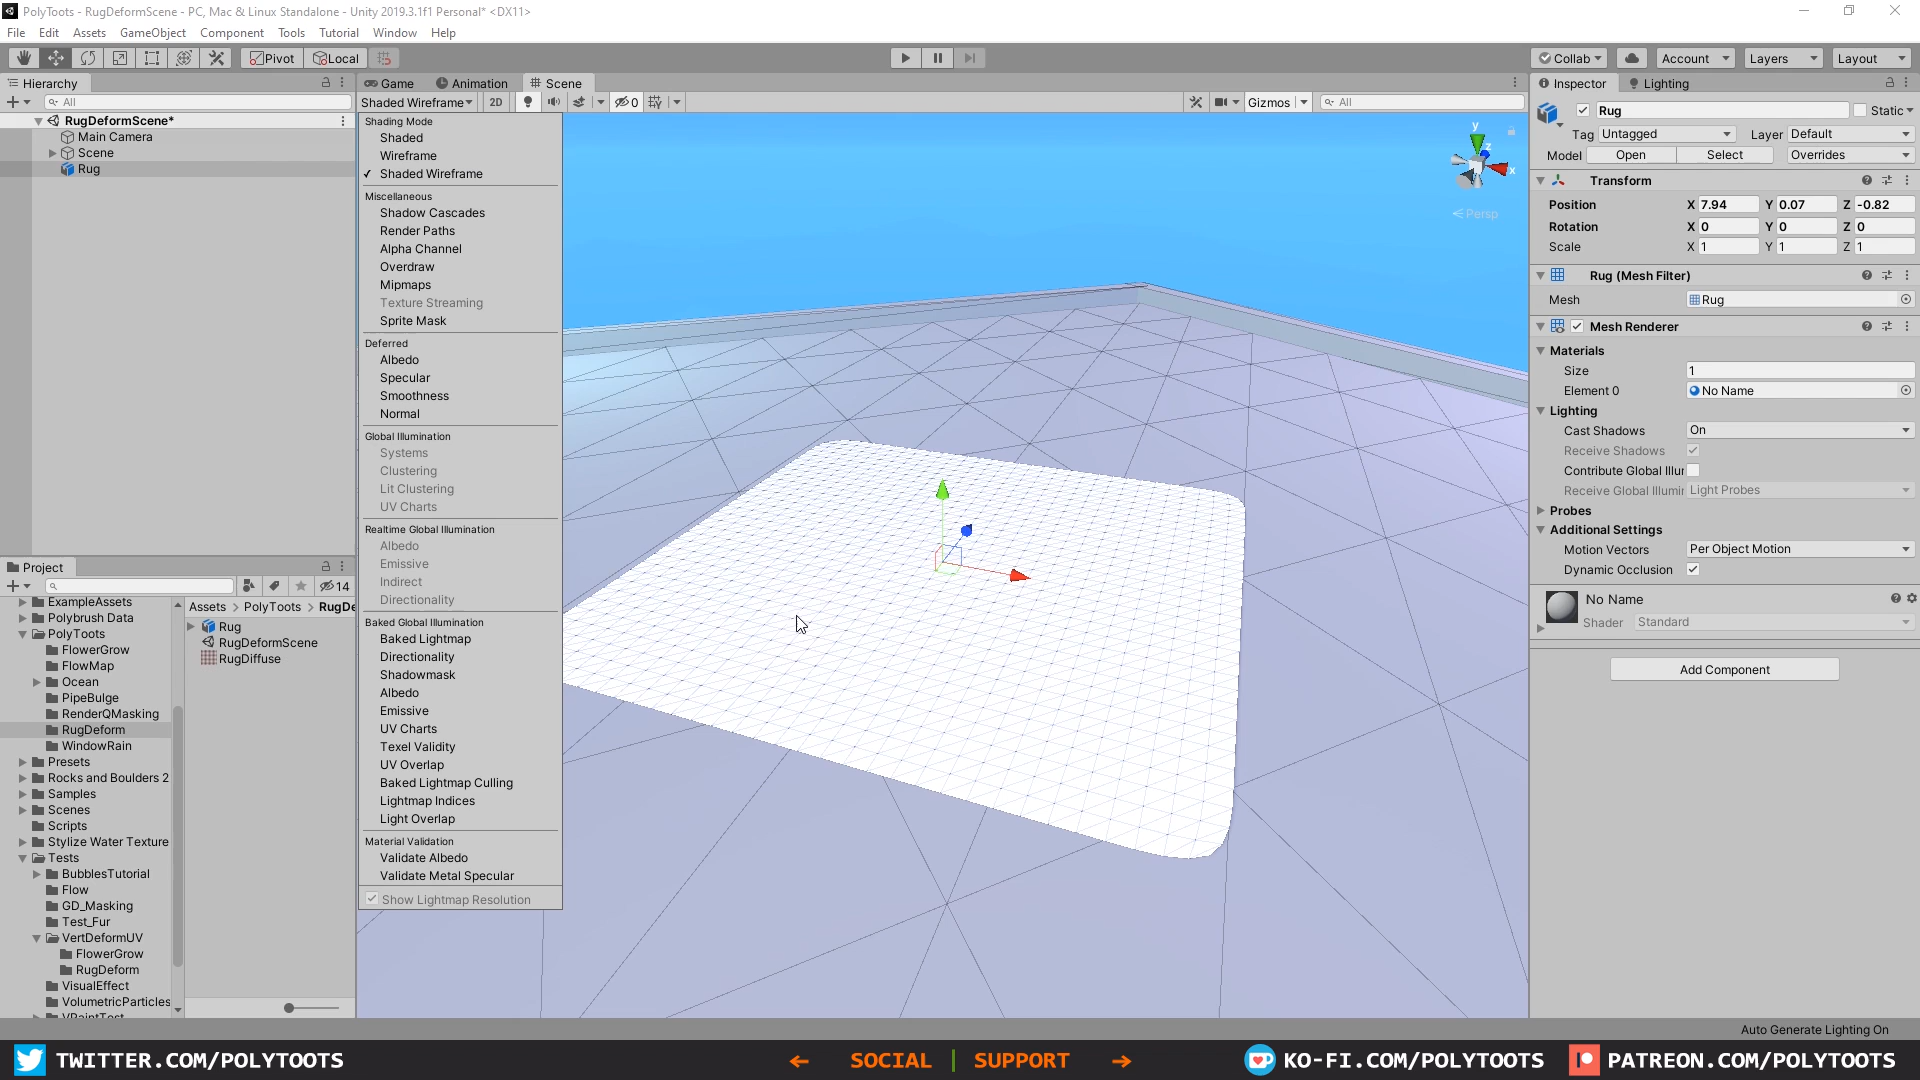 PolyToots - RugDeformScene - PC, Mac & Linux Standalone - Unity 2019.3.1f1 Personal* <DX11>
File Edit Assets GameObject Component Tools Tutorial Window Help
Pivot Local Collab Account Layers Layout
Hierarchy
All
RugDeformScene*
Main Camera
Scene
Rug
Game Animation Scene
Shaded Wireframe 2D 0 Gizmos All
Shading Mode
Shaded
Wireframe
✓ Shaded Wireframe
Miscellaneous
Shadow Cascades
Render Paths
Alpha Channel
Overdraw
Mipmaps
Texture Streaming
Sprite Mask
Deferred
Albedo
Specular
Smoothness
Normal
Global Illumination
Systems
Clustering
Lit Clustering
UV Charts
Realtime Global Illumination
Albedo
Emissive
Indirect
Directionality
Baked Global Illumination
Baked Lightmap
Directionality
Shadowmask
Albedo
Emissive
UV Charts
Texel Validity
UV Overlap
Baked Lightmap Culling
Lightmap Indices
Light Overlap
Material Validation
Validate Albedo
Validate Metal Specular
Show Lightmap Resolution
y
z
x
< Persp
Project
14
ExampleAssets
Polybrush Data
PolyToots
FlowerGrow
FlowMap
Ocean
PipeBulge
RenderQMasking
RugDeform
WindowRain
Presets
Rocks and Boulders 2
Samples
Scenes
Scripts
Stylize Water Texture
Tests
BubblesTutorial
Flow
GD_Masking
Test_Fur
VertDeformUV
FlowerGrow
RugDeform
VisualEffect
VolumetricParticles
VPaintTest
Assets > PolyToots > RugDe
Rug
RugDeformScene
RugDiffuse
Inspector Lighting
Rug Static
Tag Untagged Layer Default
Model Open Select Overrides
Transform
Position X 7.94 Y 0.07 Z -0.82
Rotation X 0 Y 0 Z 0
Scale X 1 Y 1 Z 1
Rug (Mesh Filter)
Mesh Rug
Mesh Renderer
Materials
Size 1
Element 0 No Name
Lighting
Cast Shadows On
Receive Shadows
Contribute Global Illur
Receive Global Illumir Light Probes
Probes
Additional Settings
Motion Vectors Per Object Motion
Dynamic Occlusion
No Name
Shader Standard
Add Component
Auto Generate Lighting On
TWITTER.COM/POLYTOOTS ← SOCIAL | SUPPORT → KO-FI.COM/POLYTOOTS PATREON.COM/POLYTOOTS